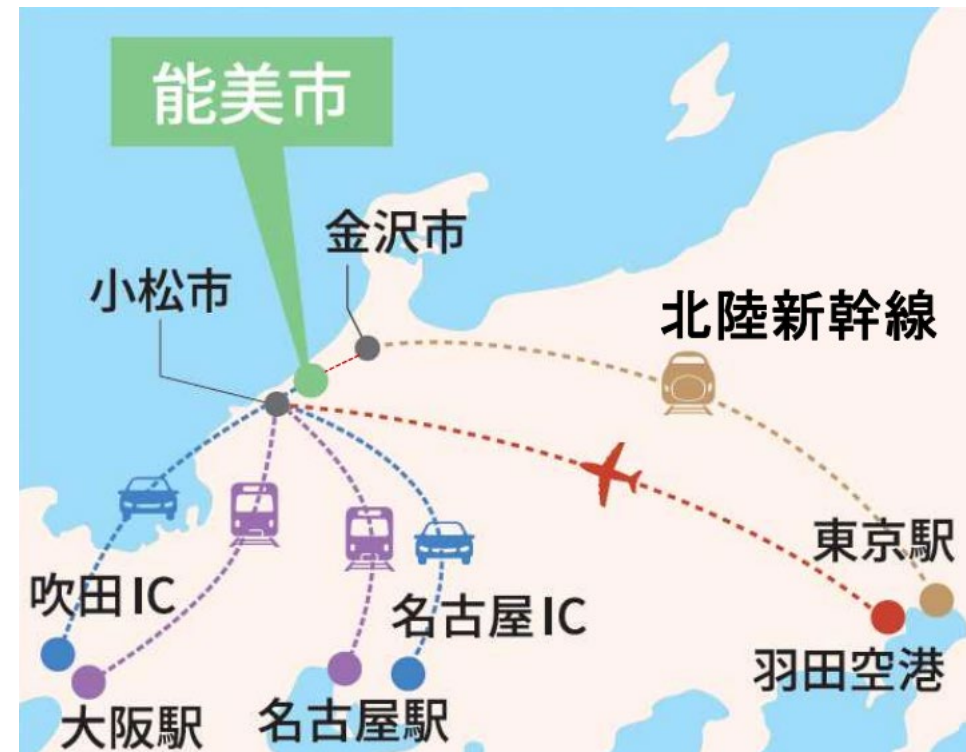 能美市
金沢市
小松市
北陸新幹線
東京駅
吹田IC
名古屋IC
羽田空港
大阪駅
名古屋駅